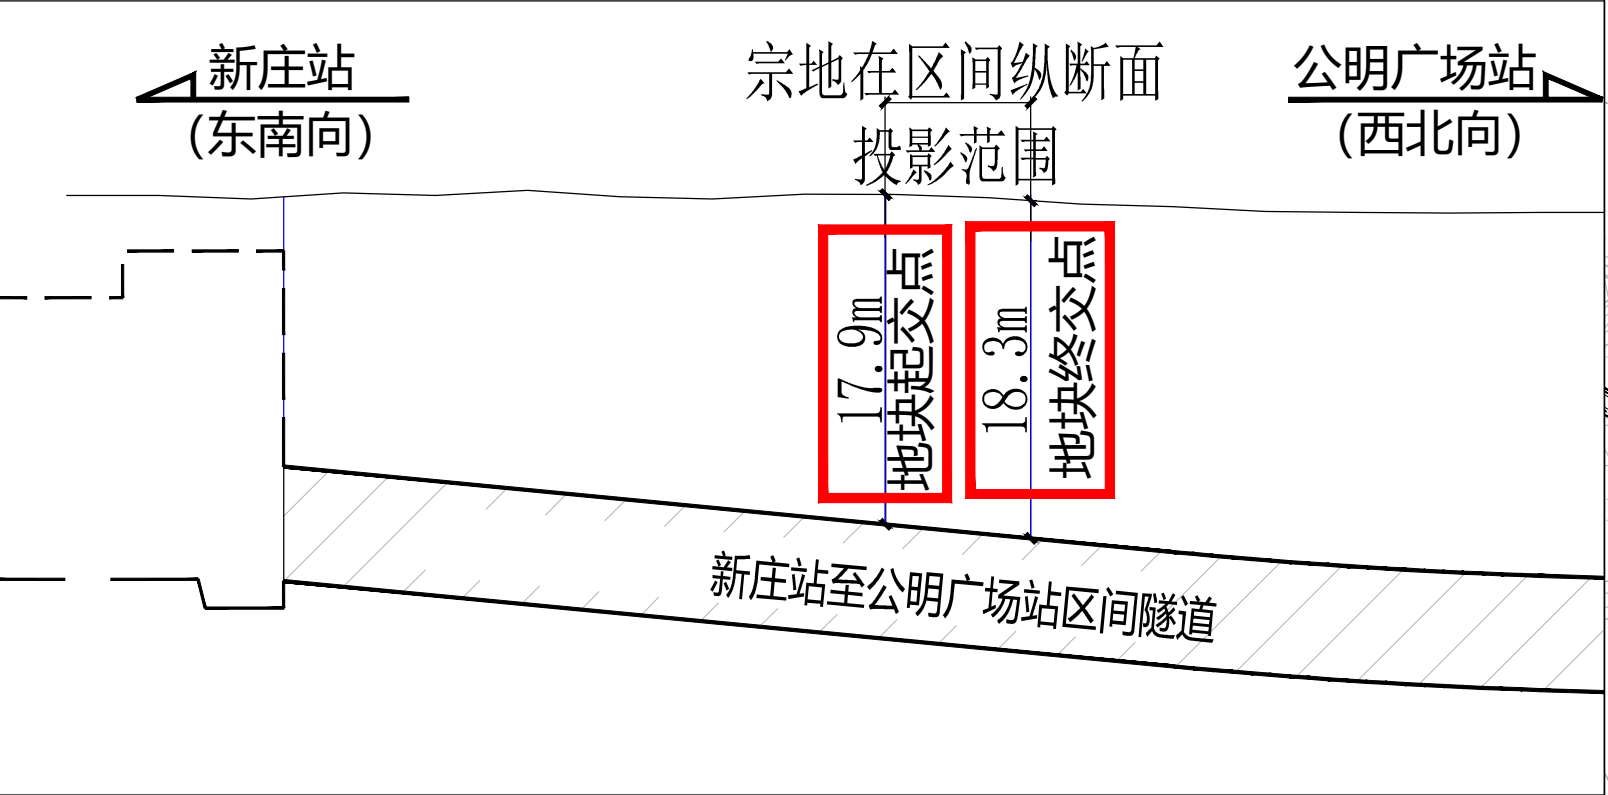 新庄站
(东南向)
宗地在区间纵断面
投影范围
公明广场站
(西北向)
17.9m
地块起交点
18.3m
地块终交点
新庄站至公明广场站区间隧道